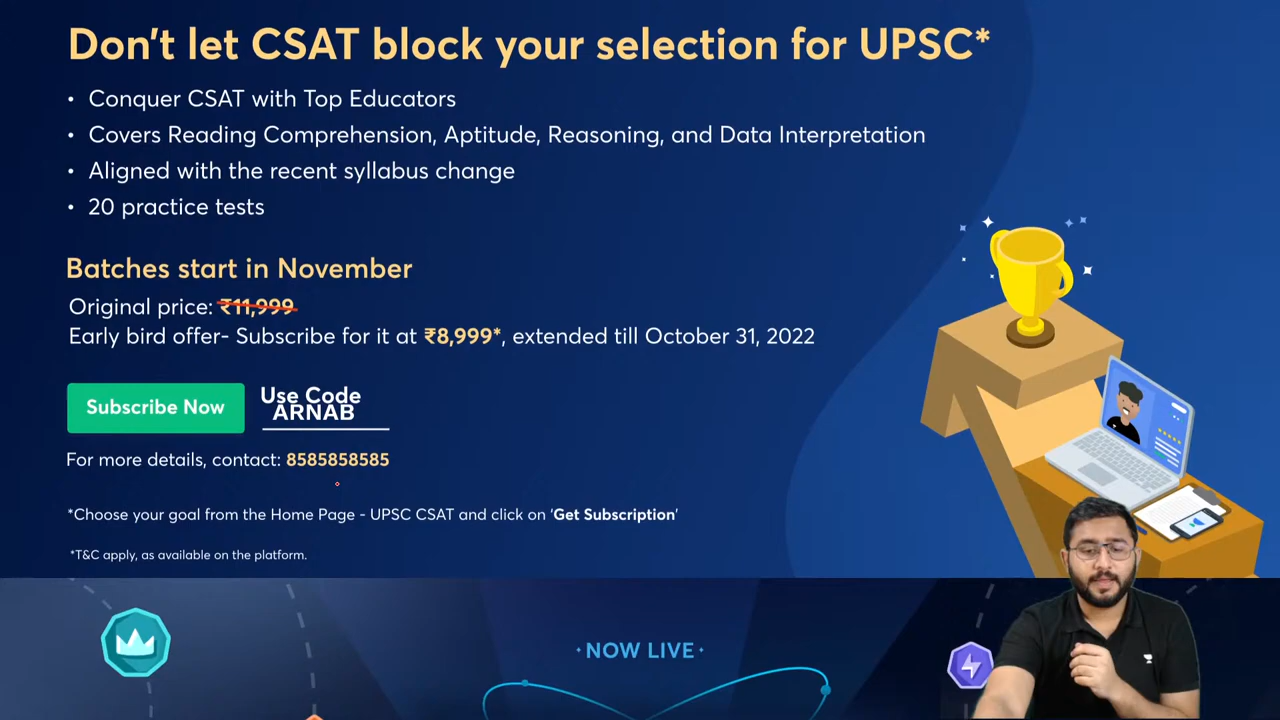 Don't let CSAT block your selection for UPSC*
• Conquer CSAT with Top Educators
• Covers Reading Comprehension, Aptitude, Reasoning, and Data Interpretation
• Aligned with the recent syllabus change
• 20 practice tests
Batches start in November
Original price: ₹11,999
Early bird offer- Subscribe for it at ₹8,999*, extended till October 31, 2022
Subscribe Now
Use Code
ARNAB
For more details, contact: 8585858585
*Choose your goal from the Home Page - UPSC CSAT and click on 'Get Subscription'
*T&C apply, as available on the platform.
· NOW LIVE ·